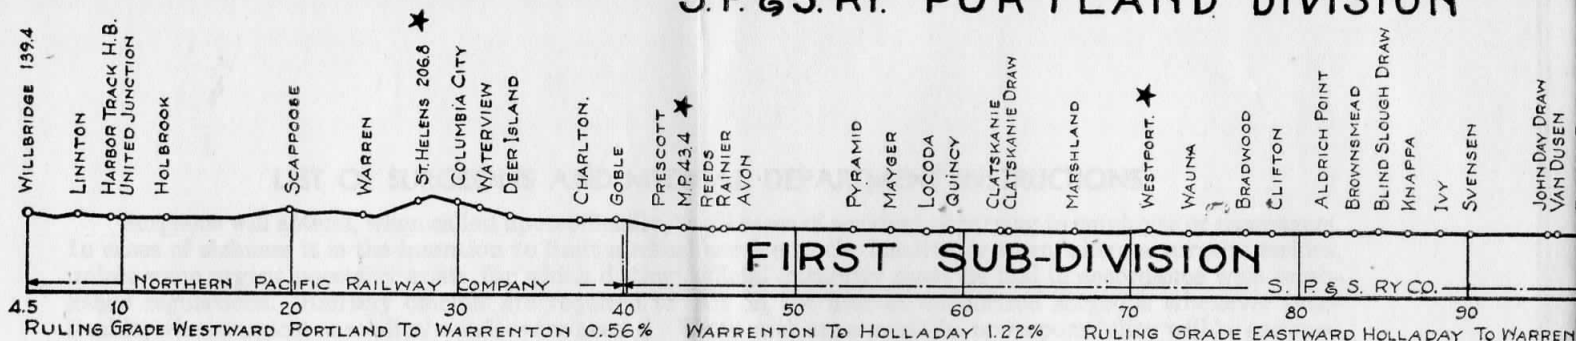 S. P. & S. RY. PORTLAND DIVISION
WILLBRIDGE 139.4
LINNTON
HARBOR TRACK H.B.
UNITED JUNCTION
HOLBROOK
SCAPPOOSE
WARREN
ST. HELENS 206.8
COLUMBIA CITY
WATERVIEW
DEER ISLAND
CHARLTON.
GOBLE
PRESCOTT
M.R. 43.4
REEDS
RAINIER
AVON
PYRAMID
MAYGER
LOCODA
QUINCY
CLATSKANIE
CLATSKANIE DRAW
MARSHLAND
WESTPORT.
WAUNA
BRADWOOD
CLIFTON
ALDRICH POINT
BROWNSMEAD
BLIND SLOUGH DRAW
KNAPPA
IVY
SVENSEN
JOHN DAY DRAW
VAN DUSEN
FIRST SUB-DIVISION
NORTHERN PACIFIC RAILWAY COMPANY
S. P. & S. RY CO.
4.5 10 20 30 40 50 60 70 80 90
RULING GRADE WESTWARD PORTLAND TO WARRENTON 0.56% WARRENTON TO HOLLADAY 1.22% RULING GRADE EASTWARD HOLLADAY TO WARREN